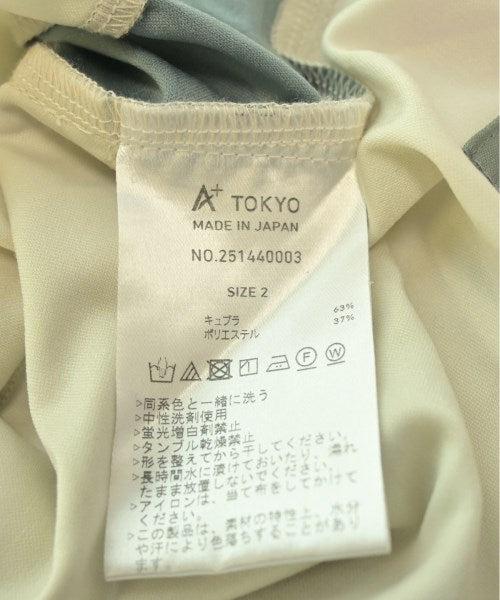 A+ TOKYO
MADE IN JAPAN
NO.251440003
SIZE 2
キュプラ 63%
ポリエステル 37%
F W
>同系色と一緒に洗う
>中性洗剤使用
>蛍光増白剤禁止
>タンブル乾燥禁止
>形を整えてから干してください。
>長時間水に漬けておいたり、濡れ
たまま放置しないでください。
>アイロンは、当て布をしてかけて
ください。
>この製品は、素材の特性上、水分
や汗により色落ちすることがあり
ます。